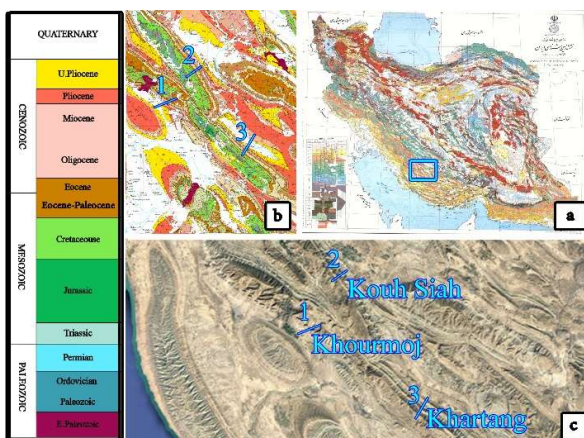 QUATERNARY
CENOZOIC
U.Pliocene
Pliocene
Miocene
Oligocene
Eocene
Eocene-Paleocene
MESOZOIC
Cretaceouse
Jurassic
Triassic
PALEOZOIC
Permian
Ordovician
Paleozoic
E.Paleozoic
2
1
3
b
a
2
Kouh Siah
1
Khourmoj
3
Khartang
c